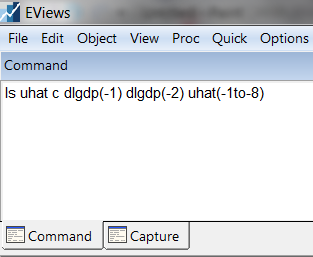 EViews
File Edit Object View Proc Quick Options
Command
ls uhat c dlgdp(-1) dlgdp(-2) uhat(-1to-8)
Command Capture